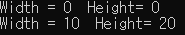 Width = 0  Height= 0
Width = 10  Height= 20